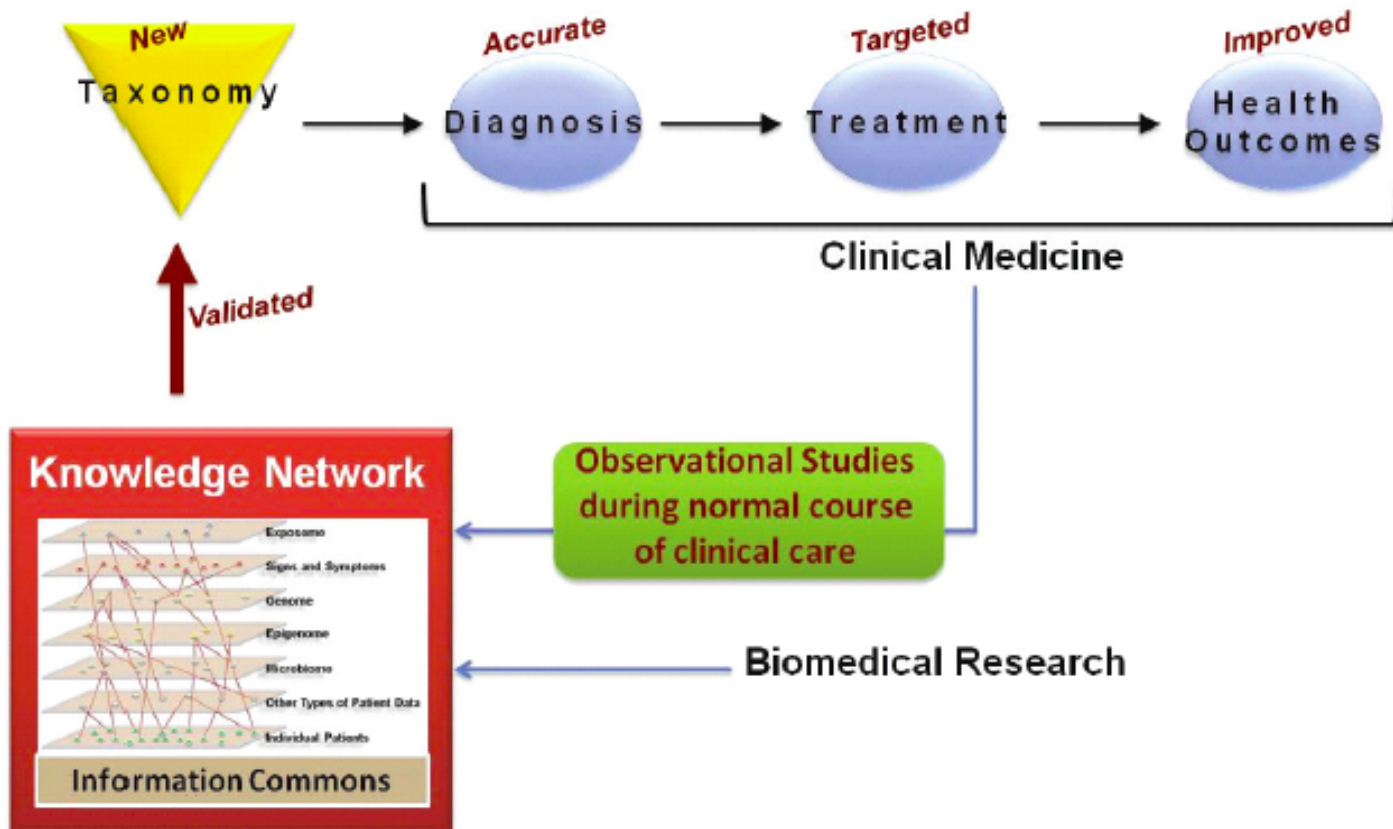 New
Taxonomy
Accurate
Diagnosis
Targeted
Treatment
Improved
Health
Outcomes
Clinical Medicine
Validated
Knowledge Network
Exposome
Signs and Symptoms
Genome
Epigenome
Microbiome
Other Types of Patient Data
Individual Patients
Information Commons
Observational Studies
during normal course
of clinical care
Biomedical Research